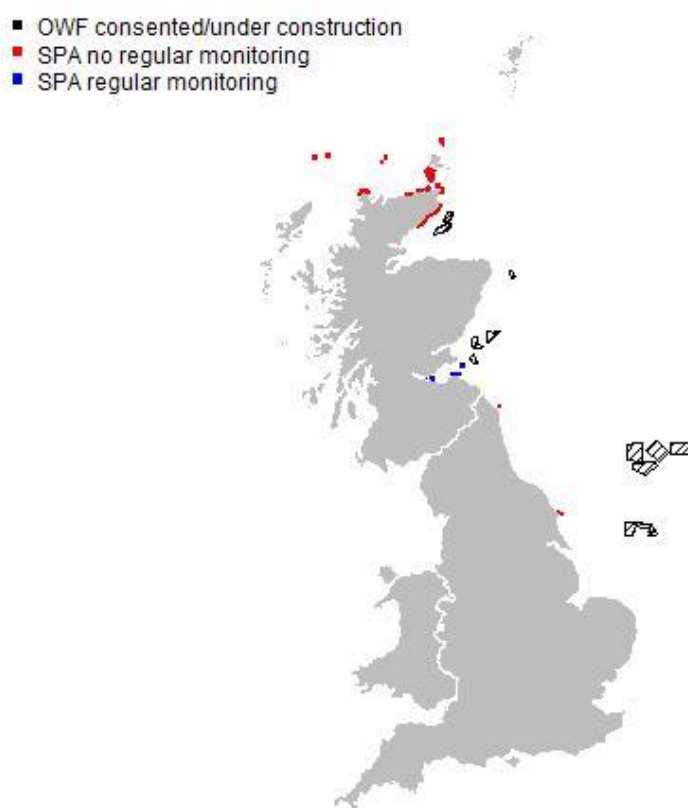 OWF consented/under construction
SPA no regular monitoring
SPA regular monitoring